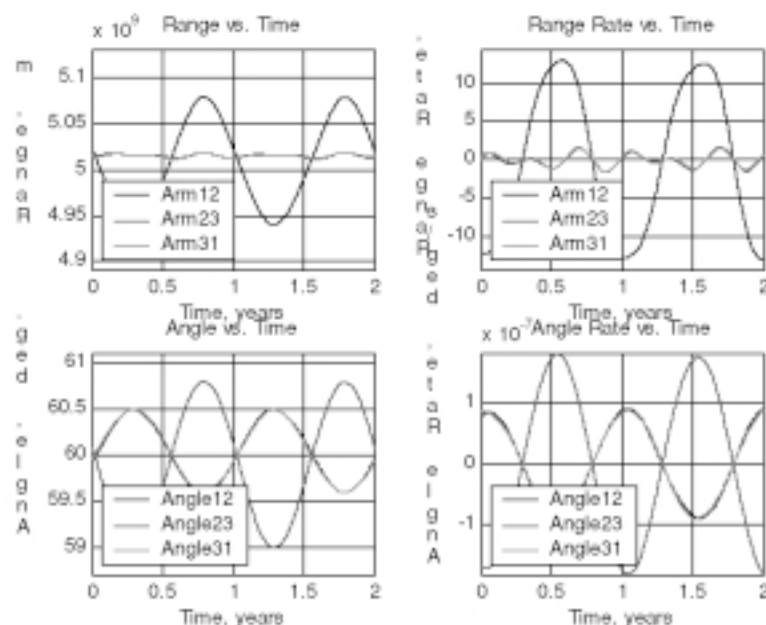 x 10⁹ Range vs. Time
Range, m
5.1
5.05
5
4.95
4.9
Arm12
Arm23
Arm31
0 0.5 1 1.5 2
Time, years
Range Rate vs. Time
10
5
0
-5
-10
Arm12
Arm23
Arm31
0 0.5 1 1.5 2
Time, years
Angle vs. Time
Angle, deg.
61
60.5
60
59.5
59
Angle12
Angle23
Angle31
0 0.5 1 1.5 2
Time, years
x 10⁻⁷ Angle Rate vs. Time
1
0
-1
Angle12
Angle23
Angle31
0 0.5 1 1.5 2
Time, years